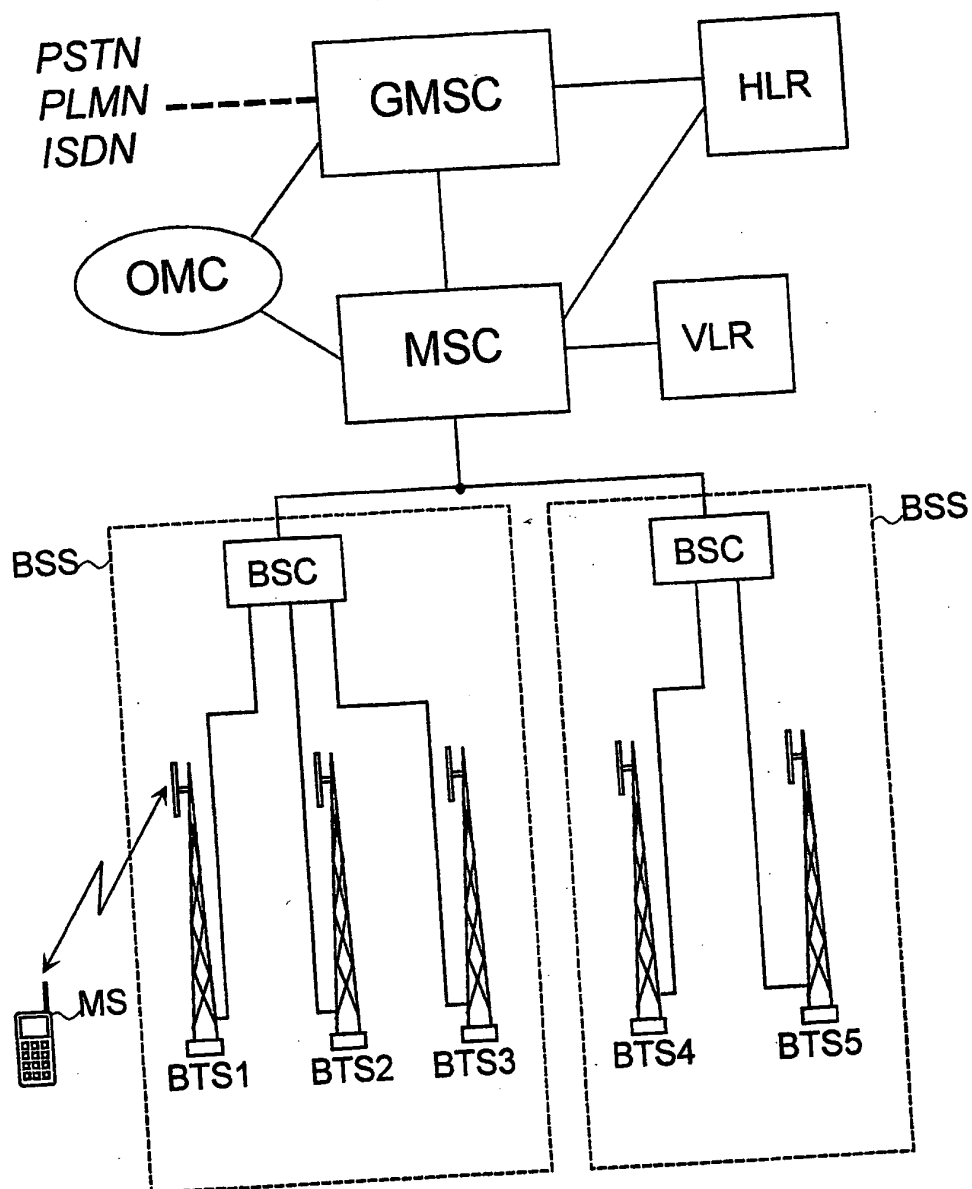 PSTN
PLMN
ISDN
GMSC
HLR
OMC
MSC
VLR
BSS
BSC
BSC
BSS
MS
BTS1
BTS2
BTS3
BTS4
BTS5